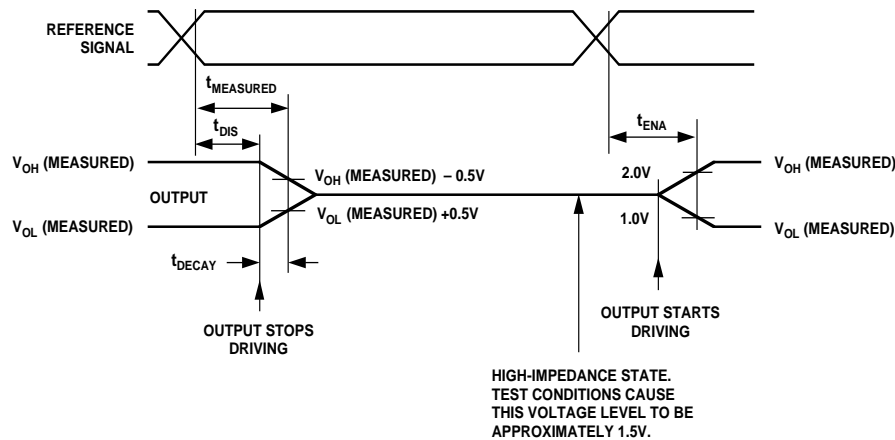 REFERENCE
SIGNAL
tMEASURED
tDIS
tENA
VOH (MEASURED)
VOH (MEASURED) – 0.5V
2.0V
VOH (MEASURED)
OUTPUT
VOL (MEASURED)
VOL (MEASURED) +0.5V
1.0V
VOL (MEASURED)
tDECAY
OUTPUT STOPS
DRIVING
OUTPUT STARTS
DRIVING
HIGH-IMPEDANCE STATE.
TEST CONDITIONS CAUSE
THIS VOLTAGE LEVEL TO BE
APPROXIMATELY 1.5V.